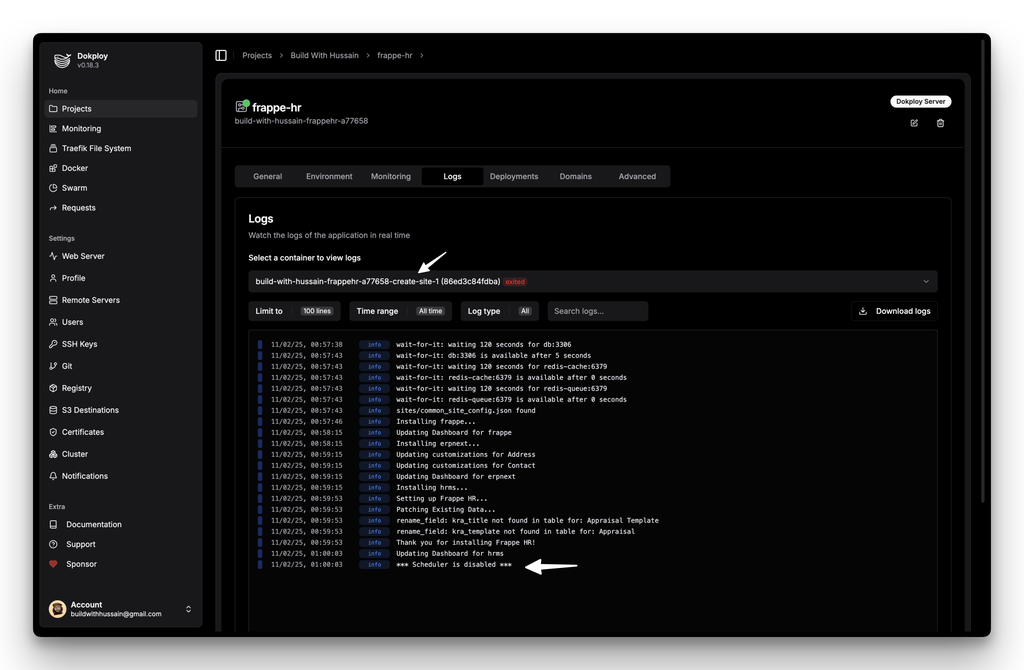 Dokploy
v0.18.3
Home
Projects
Monitoring
Traefik File System
Docker
Swarm
Requests
Settings
Web Server
Profile
Remote Servers
Users
SSH Keys
Git
Registry
S3 Destinations
Certificates
Cluster
Notifications
Extra
Documentation
Support
Sponsor
Account
buildwithhussain@gmail.com
Projects > Build With Hussain > frappe-hr >
frappe-hr
build-with-hussain-frappehr-a77658
Dokploy Server
General Environment Monitoring Logs Deployments Domains Advanced
Logs
Watch the logs of the application in real time
Select a container to view logs
build-with-hussain-frappehr-a77658-create-site-1 (86ed3c84fdba) exited
Limit to 100 lines Time range All time Log type All Search logs... Download logs
11/02/25, 00:57:38 info wait-for-it: waiting 120 seconds for db:3306
11/02/25, 00:57:43 info wait-for-it: db:3306 is available after 5 seconds
11/02/25, 00:57:43 info wait-for-it: waiting 120 seconds for redis-cache:6379
11/02/25, 00:57:43 info wait-for-it: redis-cache:6379 is available after 0 seconds
11/02/25, 00:57:43 info wait-for-it: waiting 120 seconds for redis-queue:6379
11/02/25, 00:57:43 info wait-for-it: redis-queue:6379 is available after 0 seconds
11/02/25, 00:57:43 info sites/common_site_config.json found
11/02/25, 00:57:46 info Installing frappe...
11/02/25, 00:58:15 info Updating Dashboard for frappe
11/02/25, 00:58:15 info Installing erpnext...
11/02/25, 00:59:15 info Updating customizations for Address
11/02/25, 00:59:15 info Updating customizations for Contact
11/02/25, 00:59:15 info Updating Dashboard for erpnext
11/02/25, 00:59:15 info Installing hrms...
11/02/25, 00:59:53 info Setting up Frappe HR...
11/02/25, 00:59:53 info Patching Existing Data...
11/02/25, 00:59:53 info rename_field: kra_title not found in table for: Appraisal Template
11/02/25, 00:59:53 info rename_field: kra_template not found in table for: Appraisal
11/02/25, 00:59:53 info Thank you for installing Frappe HR!
11/02/25, 01:00:03 info Updating Dashboard for hrms
11/02/25, 01:00:03 info *** Scheduler is disabled ***